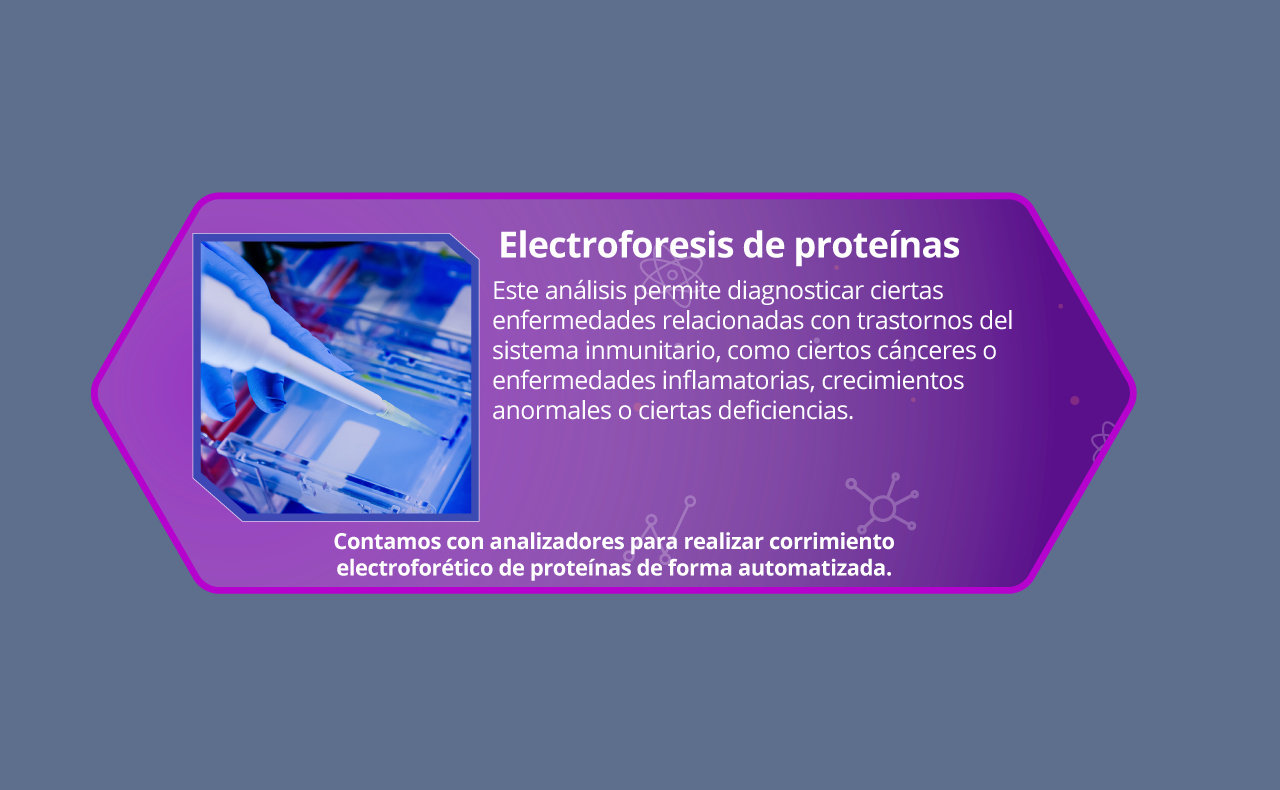 Electroforesis de proteínas
Este análisis permite diagnosticar ciertas
enfermedades relacionadas con trastornos del
sistema inmunitario, como ciertos cánceres o
enfermedades inflamatorias, crecimientos
anormales o ciertas deficiencias.
Contamos con analizadores para realizar corrimiento
electroforético de proteínas de forma automatizada.